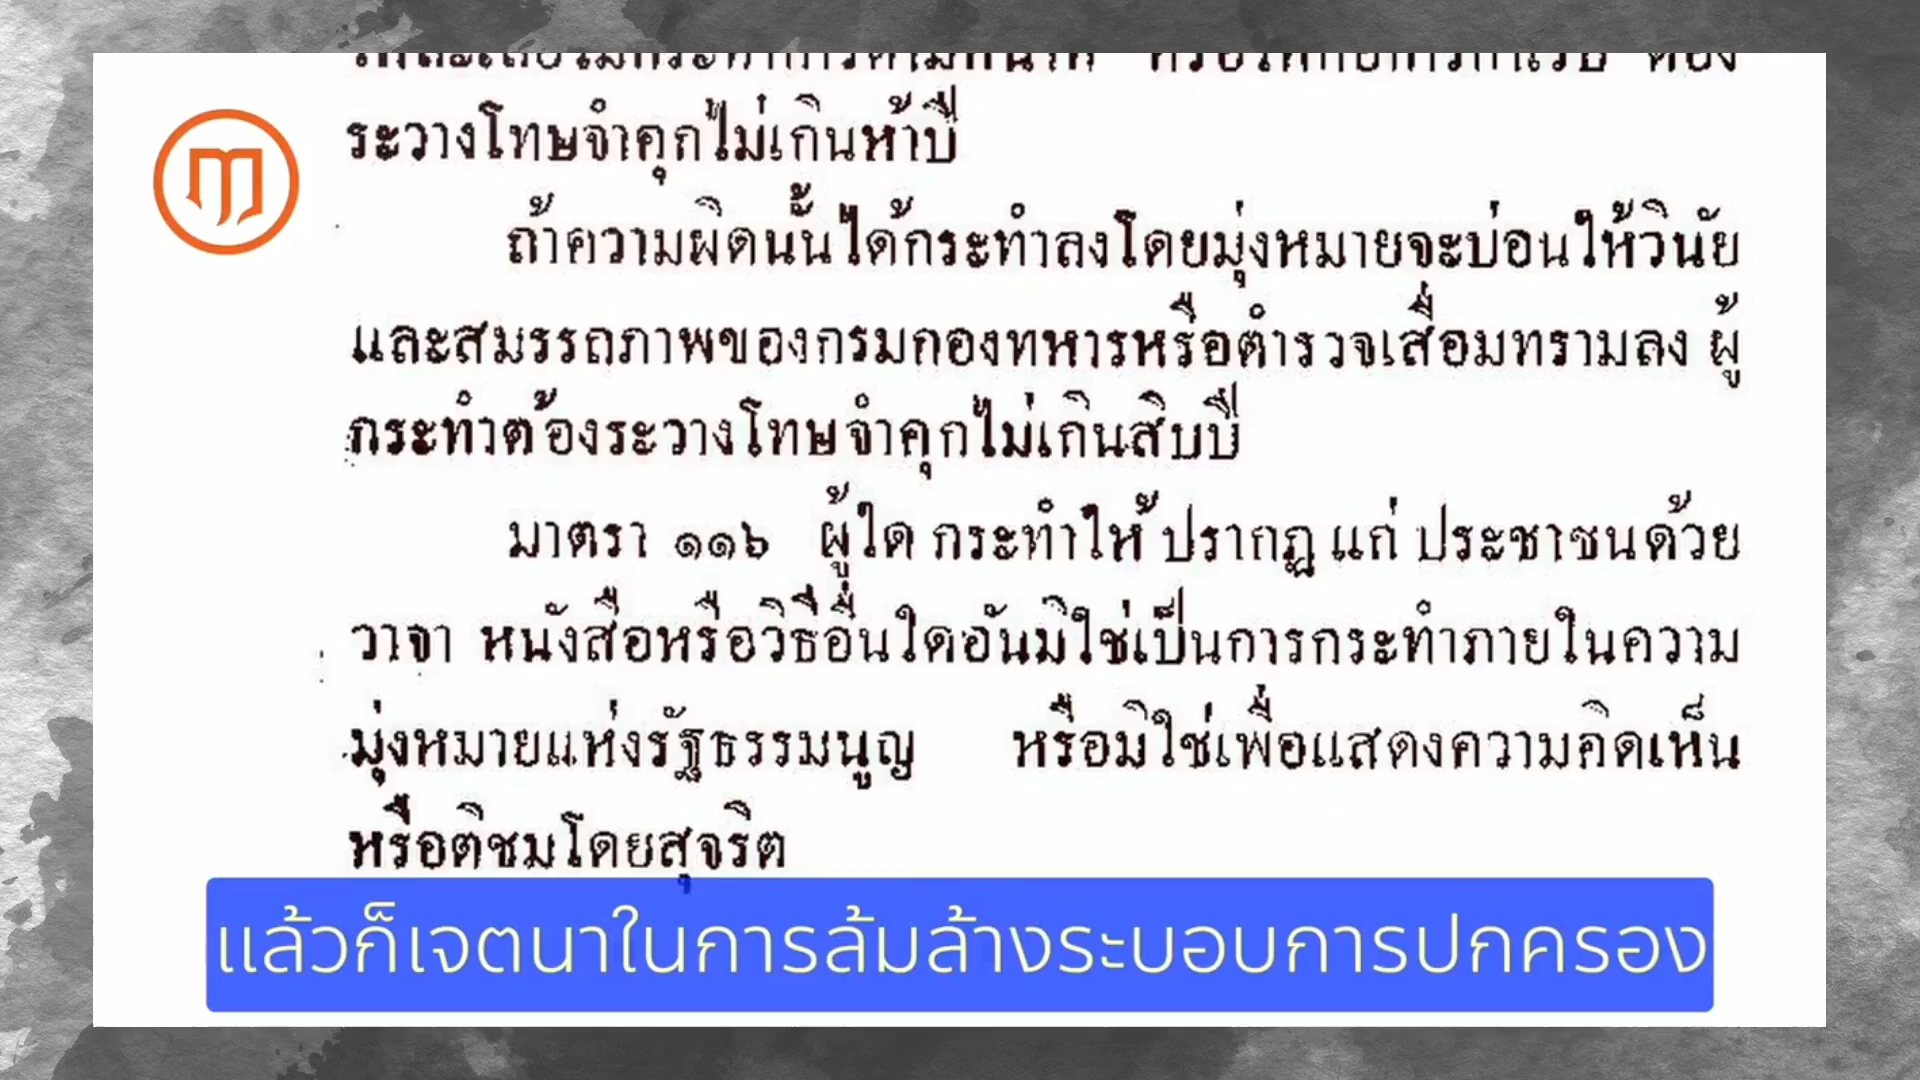 ระวางโทษจำคุกไม่เกินห้าปี
ถ้าความผิดนั้นได้กระทำลงโดยมุ่งหมายจะบ่อนให้วินัย
และสมรรถภาพของกรมกองทหารหรือตำรวจเสื่อมทรามลง ผู้
กระทำต้องระวางโทษจำคุกไม่เกินสิบปี
มาตรา ๑๑๖ ผู้ใด กระทำให้ ปรากฏ แก่ ประชาชนด้วย
วาจา หนังสือหรือวิธีอื่นใดอันมิใช่เป็นการกระทำภายในความ
มุ่งหมายแห่งรัฐธรรมนูญ หรือมิใช่เพื่อแสดงความคิดเห็น
หรือติชมโดยสุจริต
แล้วก็เจตนาในการล้มล้างระบอบการปกครอง